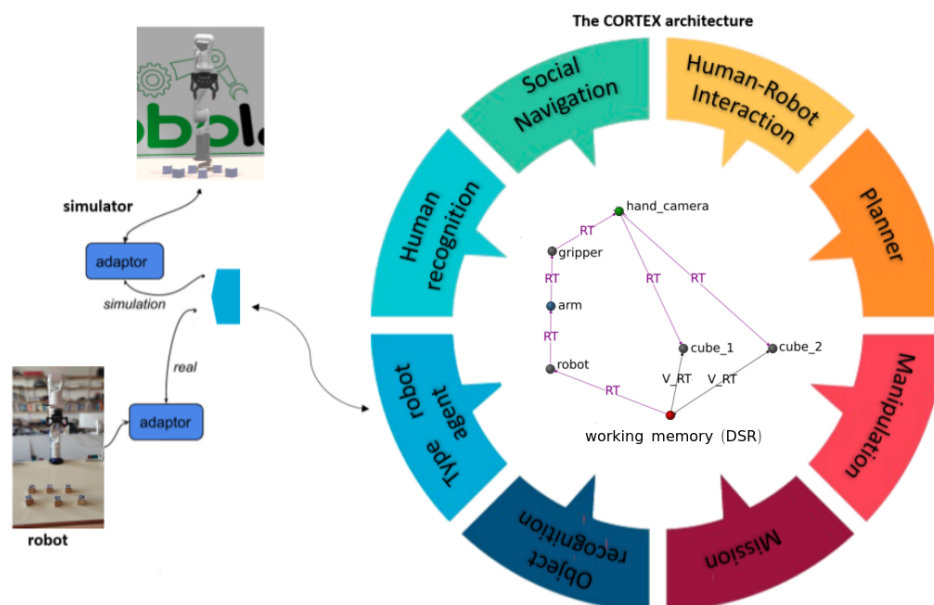 The CORTEX architecture
Social
Navigation
Human-Robot
Interaction
Planner
Manipulation
Mission
Object
recognition
Type robot
agent
Human
recognition
hand_camera
RT
gripper
RT
RT
RT
arm
RT
cube_1
cube_2
robot
V_RT
V_RT
RT
working memory (DSR)
simulator
adaptor
simulation
real
adaptor
robot